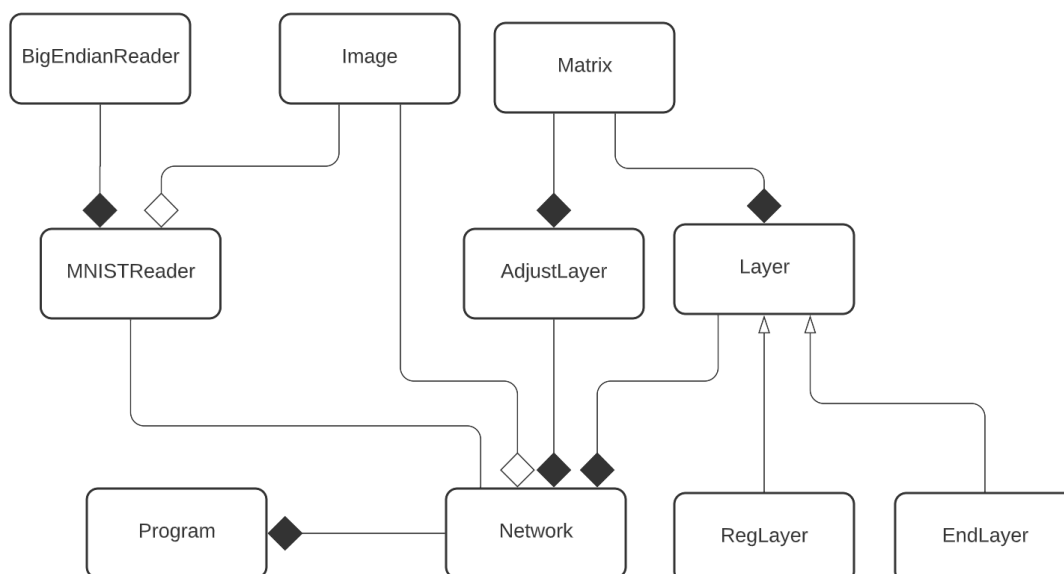 BigEndianReader
Image
Matrix
MNISTReader
AdjustLayer
Layer
Program
Network
RegLayer
EndLayer